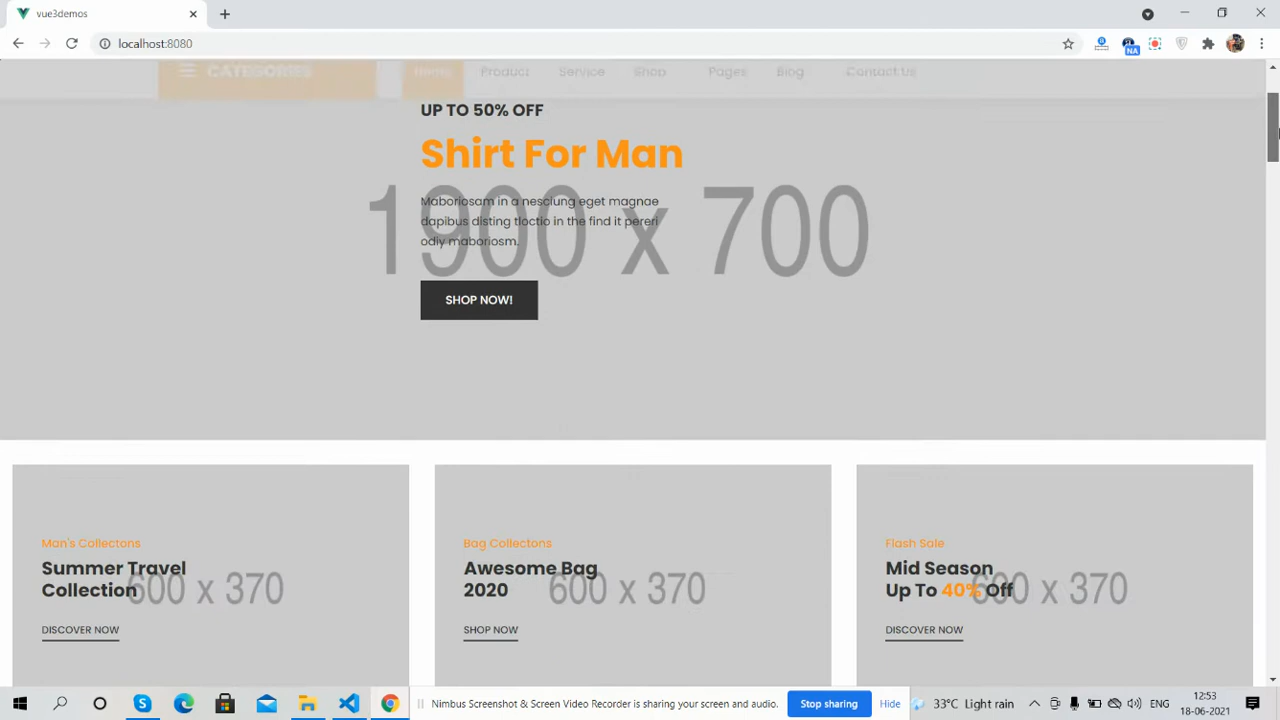 vue3demos
localhost:8080
NA
CATEGORIES
Home Product Service Shop Pages Blog Contact Us
UP TO 50% OFF
Shirt For Man
1900 x 700
Maboriosam in a nesciung eget magnae
dapibus disting tloctio in the find it pereri
odiy maboriosm.
SHOP NOW!
Man's Collectons
Summer Travel
Collection
600 x 370
DISCOVER NOW
Bag Collectons
Awesome Bag
2020
600 x 370
SHOP NOW
Flash Sale
Mid Season
Up To 40% Off
600 x 370
DISCOVER NOW
Nimbus Screenshot & Screen Video Recorder is sharing your screen and audio.
Stop sharing
Hide
33°C Light rain
ENG
12:53
18-06-2021